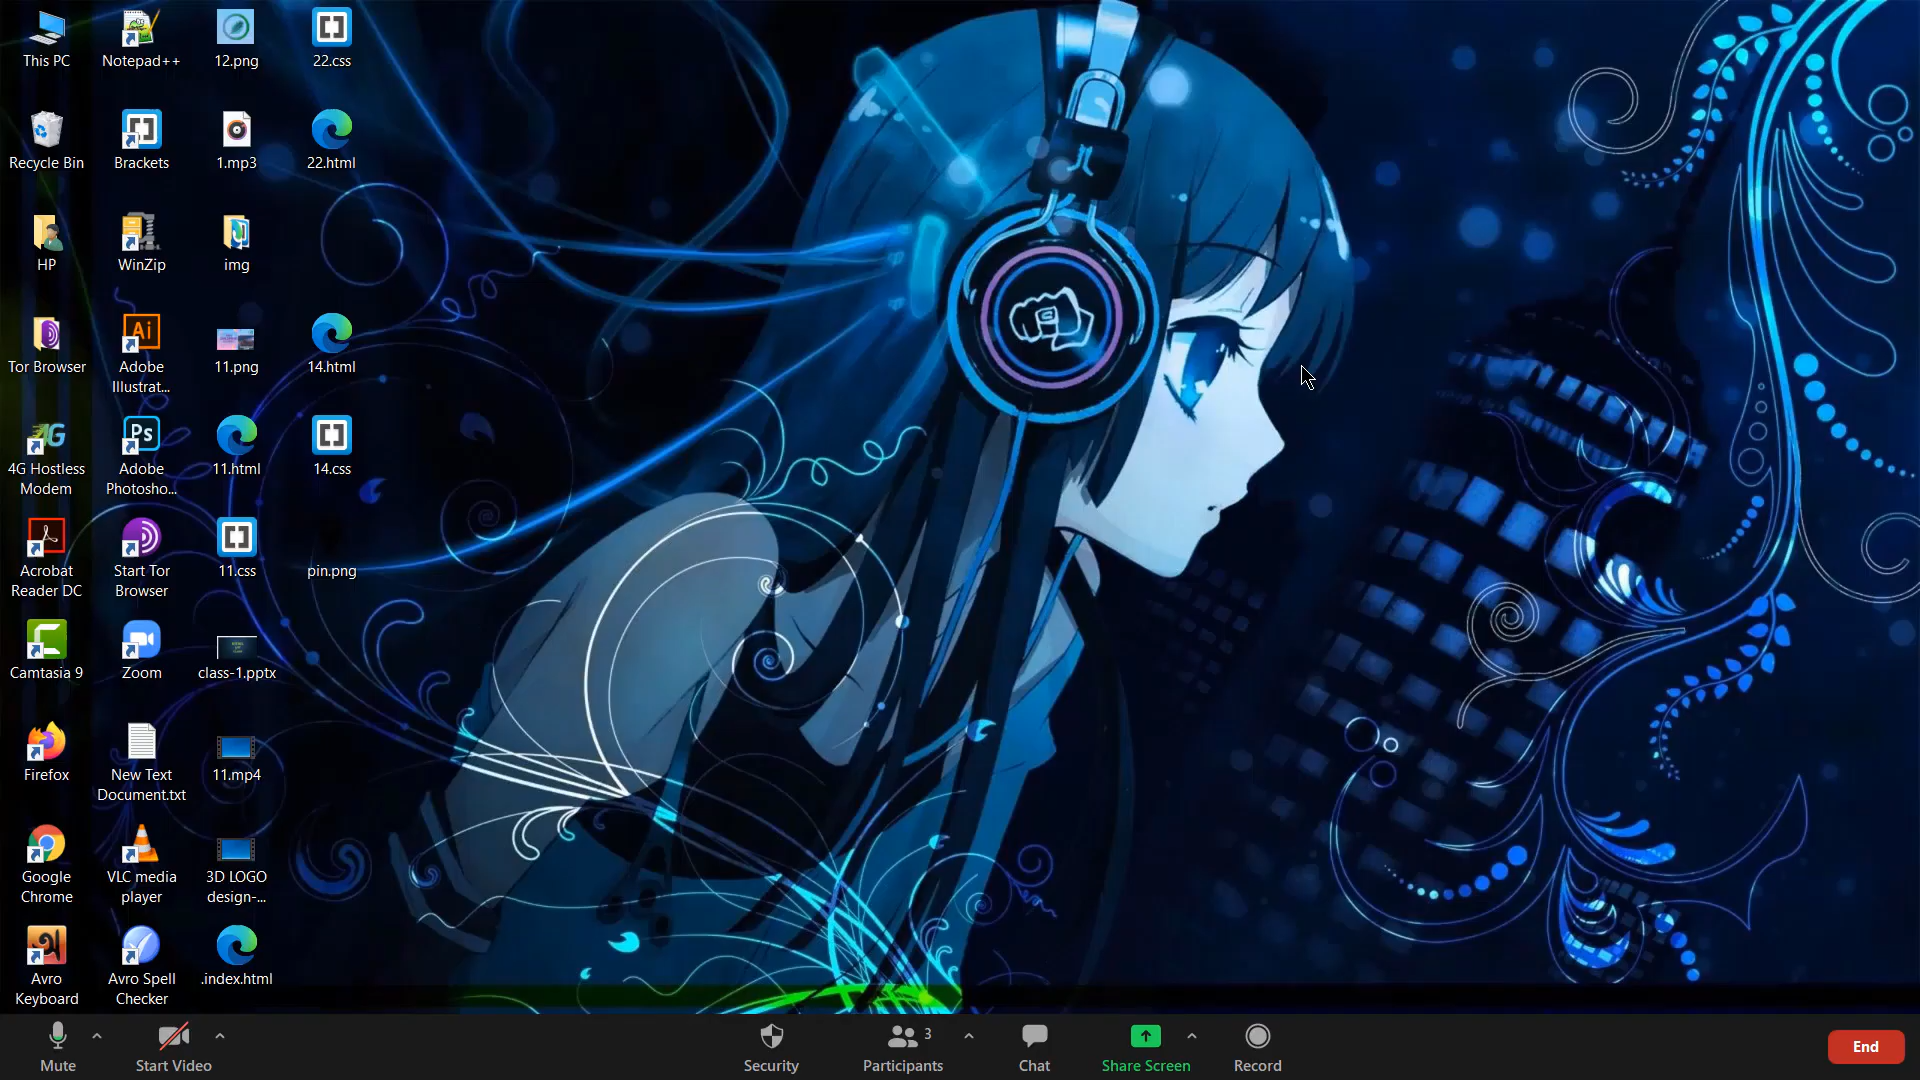 This PC
Notepad++
12.png
22.css
Recycle Bin
Brackets
1.mp3
22.html
HP
WinZip
img
Tor Browser
Ai
Adobe
Illustrat...
11.png
14.html
4G
4G Hostless
Modem
Ps
Adobe
Photosho...
11.html
14.css
Acrobat
Reader DC
Start Tor
Browser
11.css
pin.png
Camtasia 9
Zoom
class-1.pptx
Firefox
New Text
Document.txt
11.mp4
Google
Chrome
VLC media
player
3D LOGO
design-...
Avro
Keyboard
Avro Spell
Checker
.index.html
Mute
Start Video
Security
3
Participants
Chat
Share Screen
Record
End